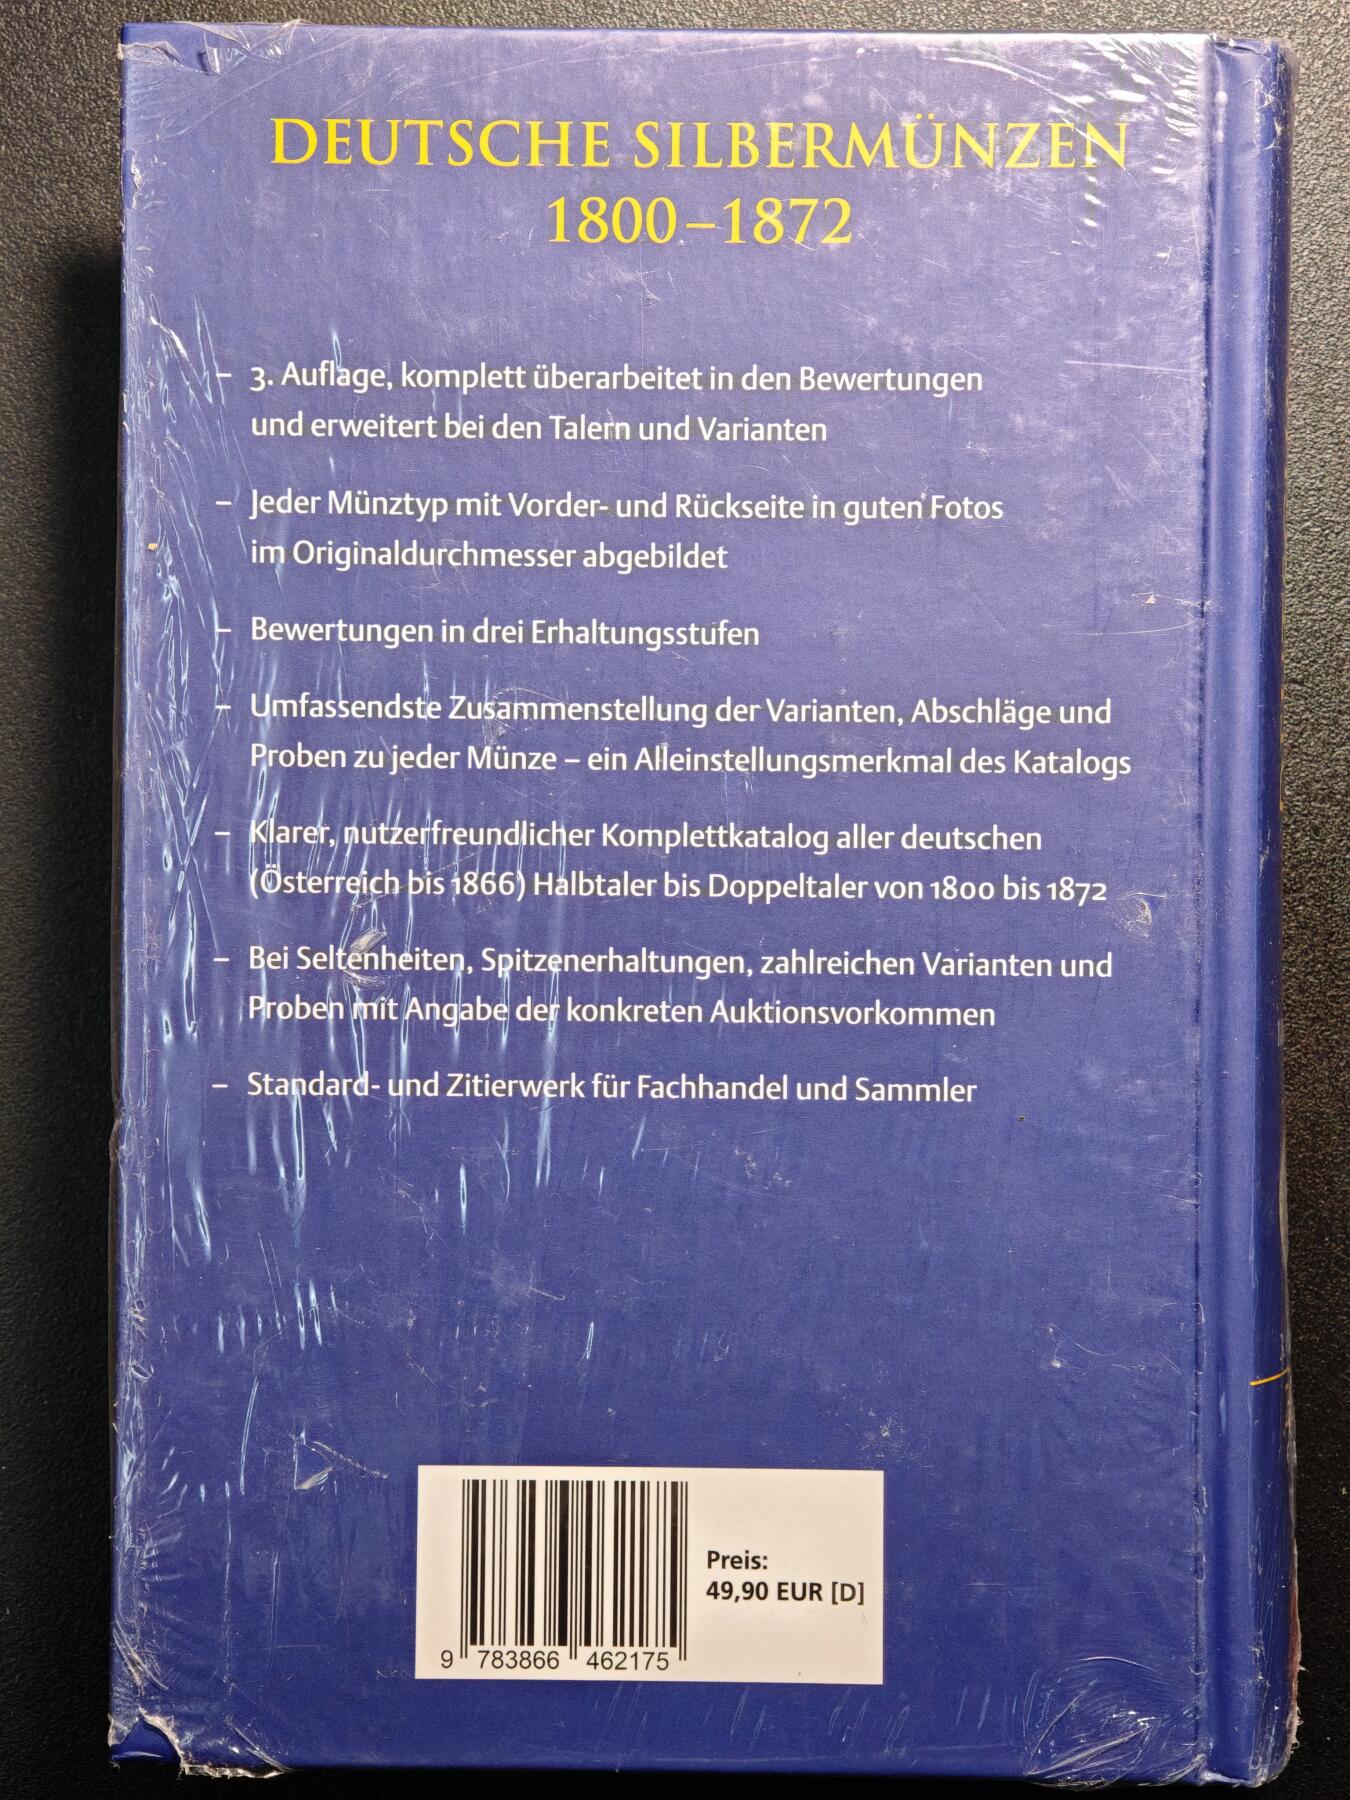 DEUTSCHE SILBERMÜNZEN
1800–1872
– 3. Auflage, komplett überarbeitet in den Bewertungen
und erweitert bei den Talern und Varianten
– Jeder Münztyp mit Vorder- und Rückseite in guten Fotos
im Originaldurchmesser abgebildet
– Bewertungen in drei Erhaltungsstufen
– Umfassendste Zusammenstellung der Varianten, Abschläge und
Proben zu jeder Münze – ein Alleinstellungsmerkmal des Katalogs
– Klarer, nutzerfreundlicher Komplettkatalog aller deutschen
(Österreich bis 1866) Halbtaler bis Doppeltaler von 1800 bis 1872
– Bei Seltenheiten, Spitzenerhaltungen, zahlreichen Varianten und
Proben mit Angabe der konkreten Auktionsvorkommen
– Standard- und Zitierwerk für Fachhandel und Sammler
Preis:
49,90 EUR [D]
9 783866 462175